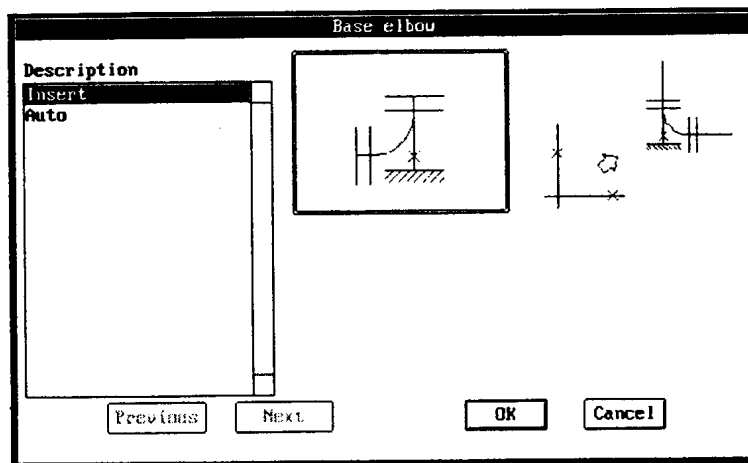 Base elbow
Description
Insert
Auto
Previous
Next
OK
Cancel